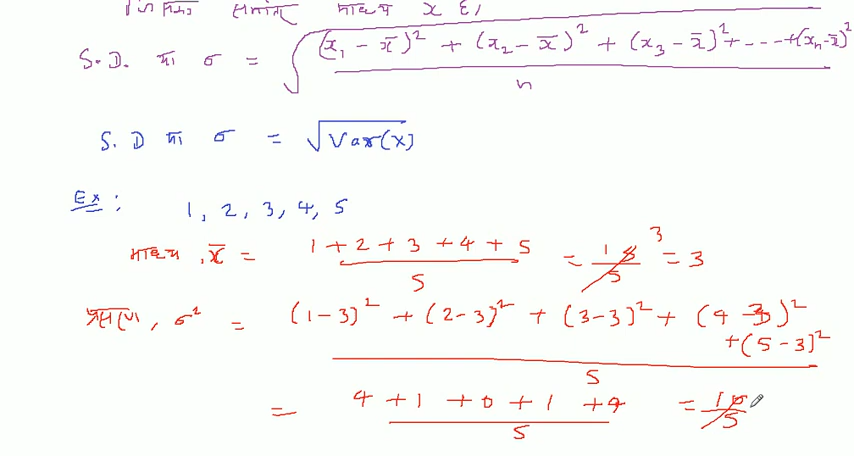 माध्य x है,
S.D. या σ = √((x₁ - x̄)² + (x₂ - x̄)² + (x₃ - x̄)² + ---- + (xₙ - x̄)² / n)
S.D या σ = √Var(x)
Ex: 1, 2, 3, 4, 5
माध्य, x̄ = (1+2+3+4+5)/5 = 15/5 3 = 3
प्रसरण, σ² = ((1-3)² + (2-3)² + (3-3)² + (4-3)²
+ (5-3)²)/5
= (4+1+0+1+4)/5 = 10/5